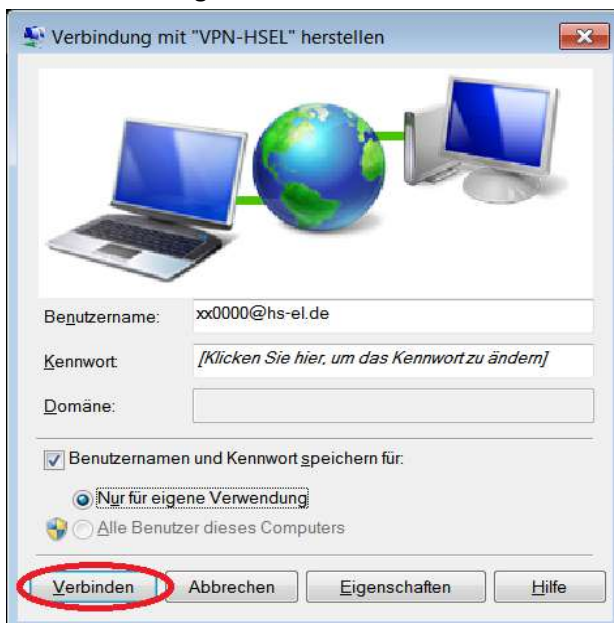 Verbindung mit "VPN-HSEL" herstellen
Benutzername: xx0000@hs-el.de
Kennwort: [Klicken Sie hier, um das Kennwort zu ändern]
Domäne:
Benutzernamen und Kennwort speichern für:
Nur für eigene Verwendung
Alle Benutzer dieses Computers
Verbinden Abbrechen Eigenschaften Hilfe